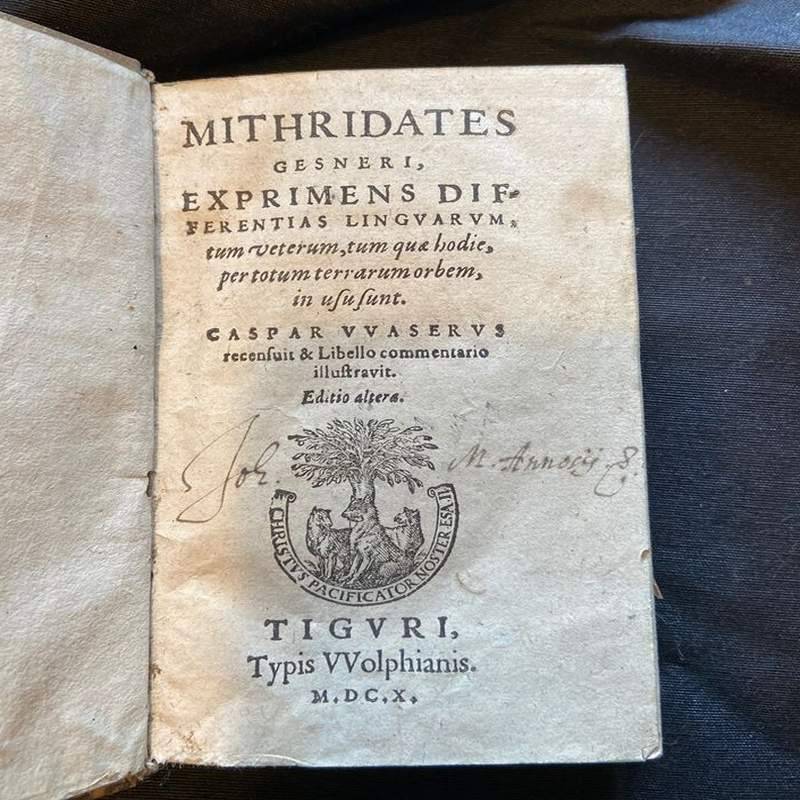 MITHRIDATES
GESNERI,
EXPRIMENS DIF-
FERENTIAS LINGVARVM,
tum veterum, tum quæ hodie,
per totum terrarum orbem,
in uſu ſunt.
CASPAR VVASERVS
recenſuit & Libello commentario
illuſtravit.
Editio altera.
Joh.
CHRISTVS PACIFICATOR NOSTER ESA.
TIGVRI,
Typis VVolphianis.
M.DC.X.